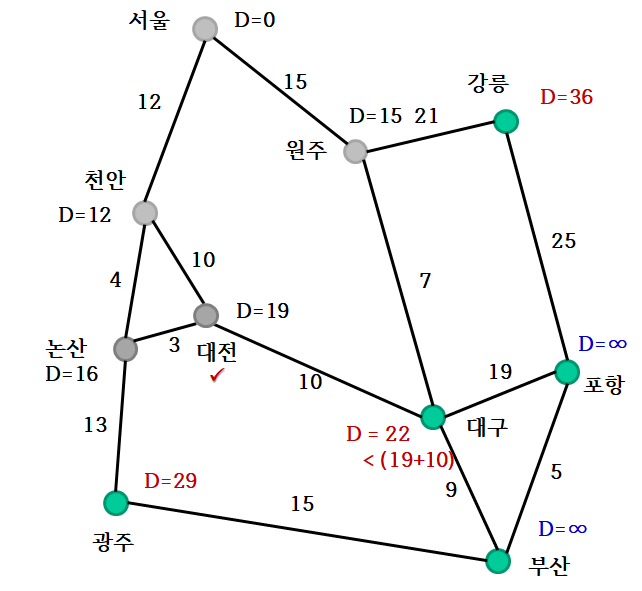 서울 D=0
12
15
강릉
D=36
D=15 21
원주
천안
D=12
10
25
4
7
D=19
3
대전
✓
논산
D=16
10
D=∞
19
포항
13
D = 22
< (19+10)
대구
D=29
9
5
15
광주
D=∞
부산